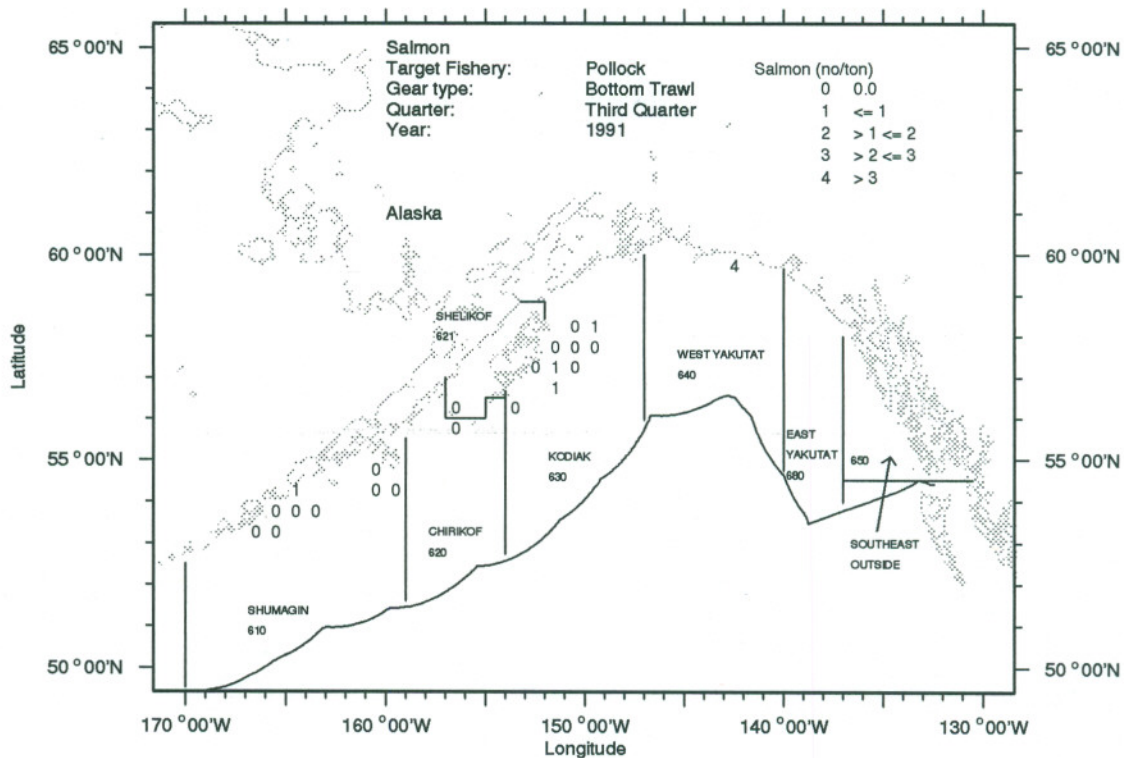 65 °00'N
Salmon
Target Fishery: Pollock
Gear type: Bottom Trawl
Quarter: Third Quarter
Year: 1991
Salmon (no/ton)
0 0.0
1 <= 1
2 > 1 <= 2
3 > 2 <= 3
4 > 3
65 °00'N
Alaska
60 °00'N
4
60 °00'N
SHELIKOF
621
0 1
0 0 0
0 1 0
1
WEST YAKUTAT
640
0 0
0
Latitude
55 °00'N
0
0 0
1
0 0 0
0 0
KODIAK
630
EAST
YAKUTAT
680
650
55 °00'N
CHIRIKOF
620
SOUTHEAST
OUTSIDE
SHUMAGIN
610
50 °00'N
50 °00'N
170 °00'W
160 °00'W
150 °00'W
140 °00'W
130 °00'W
Longitude